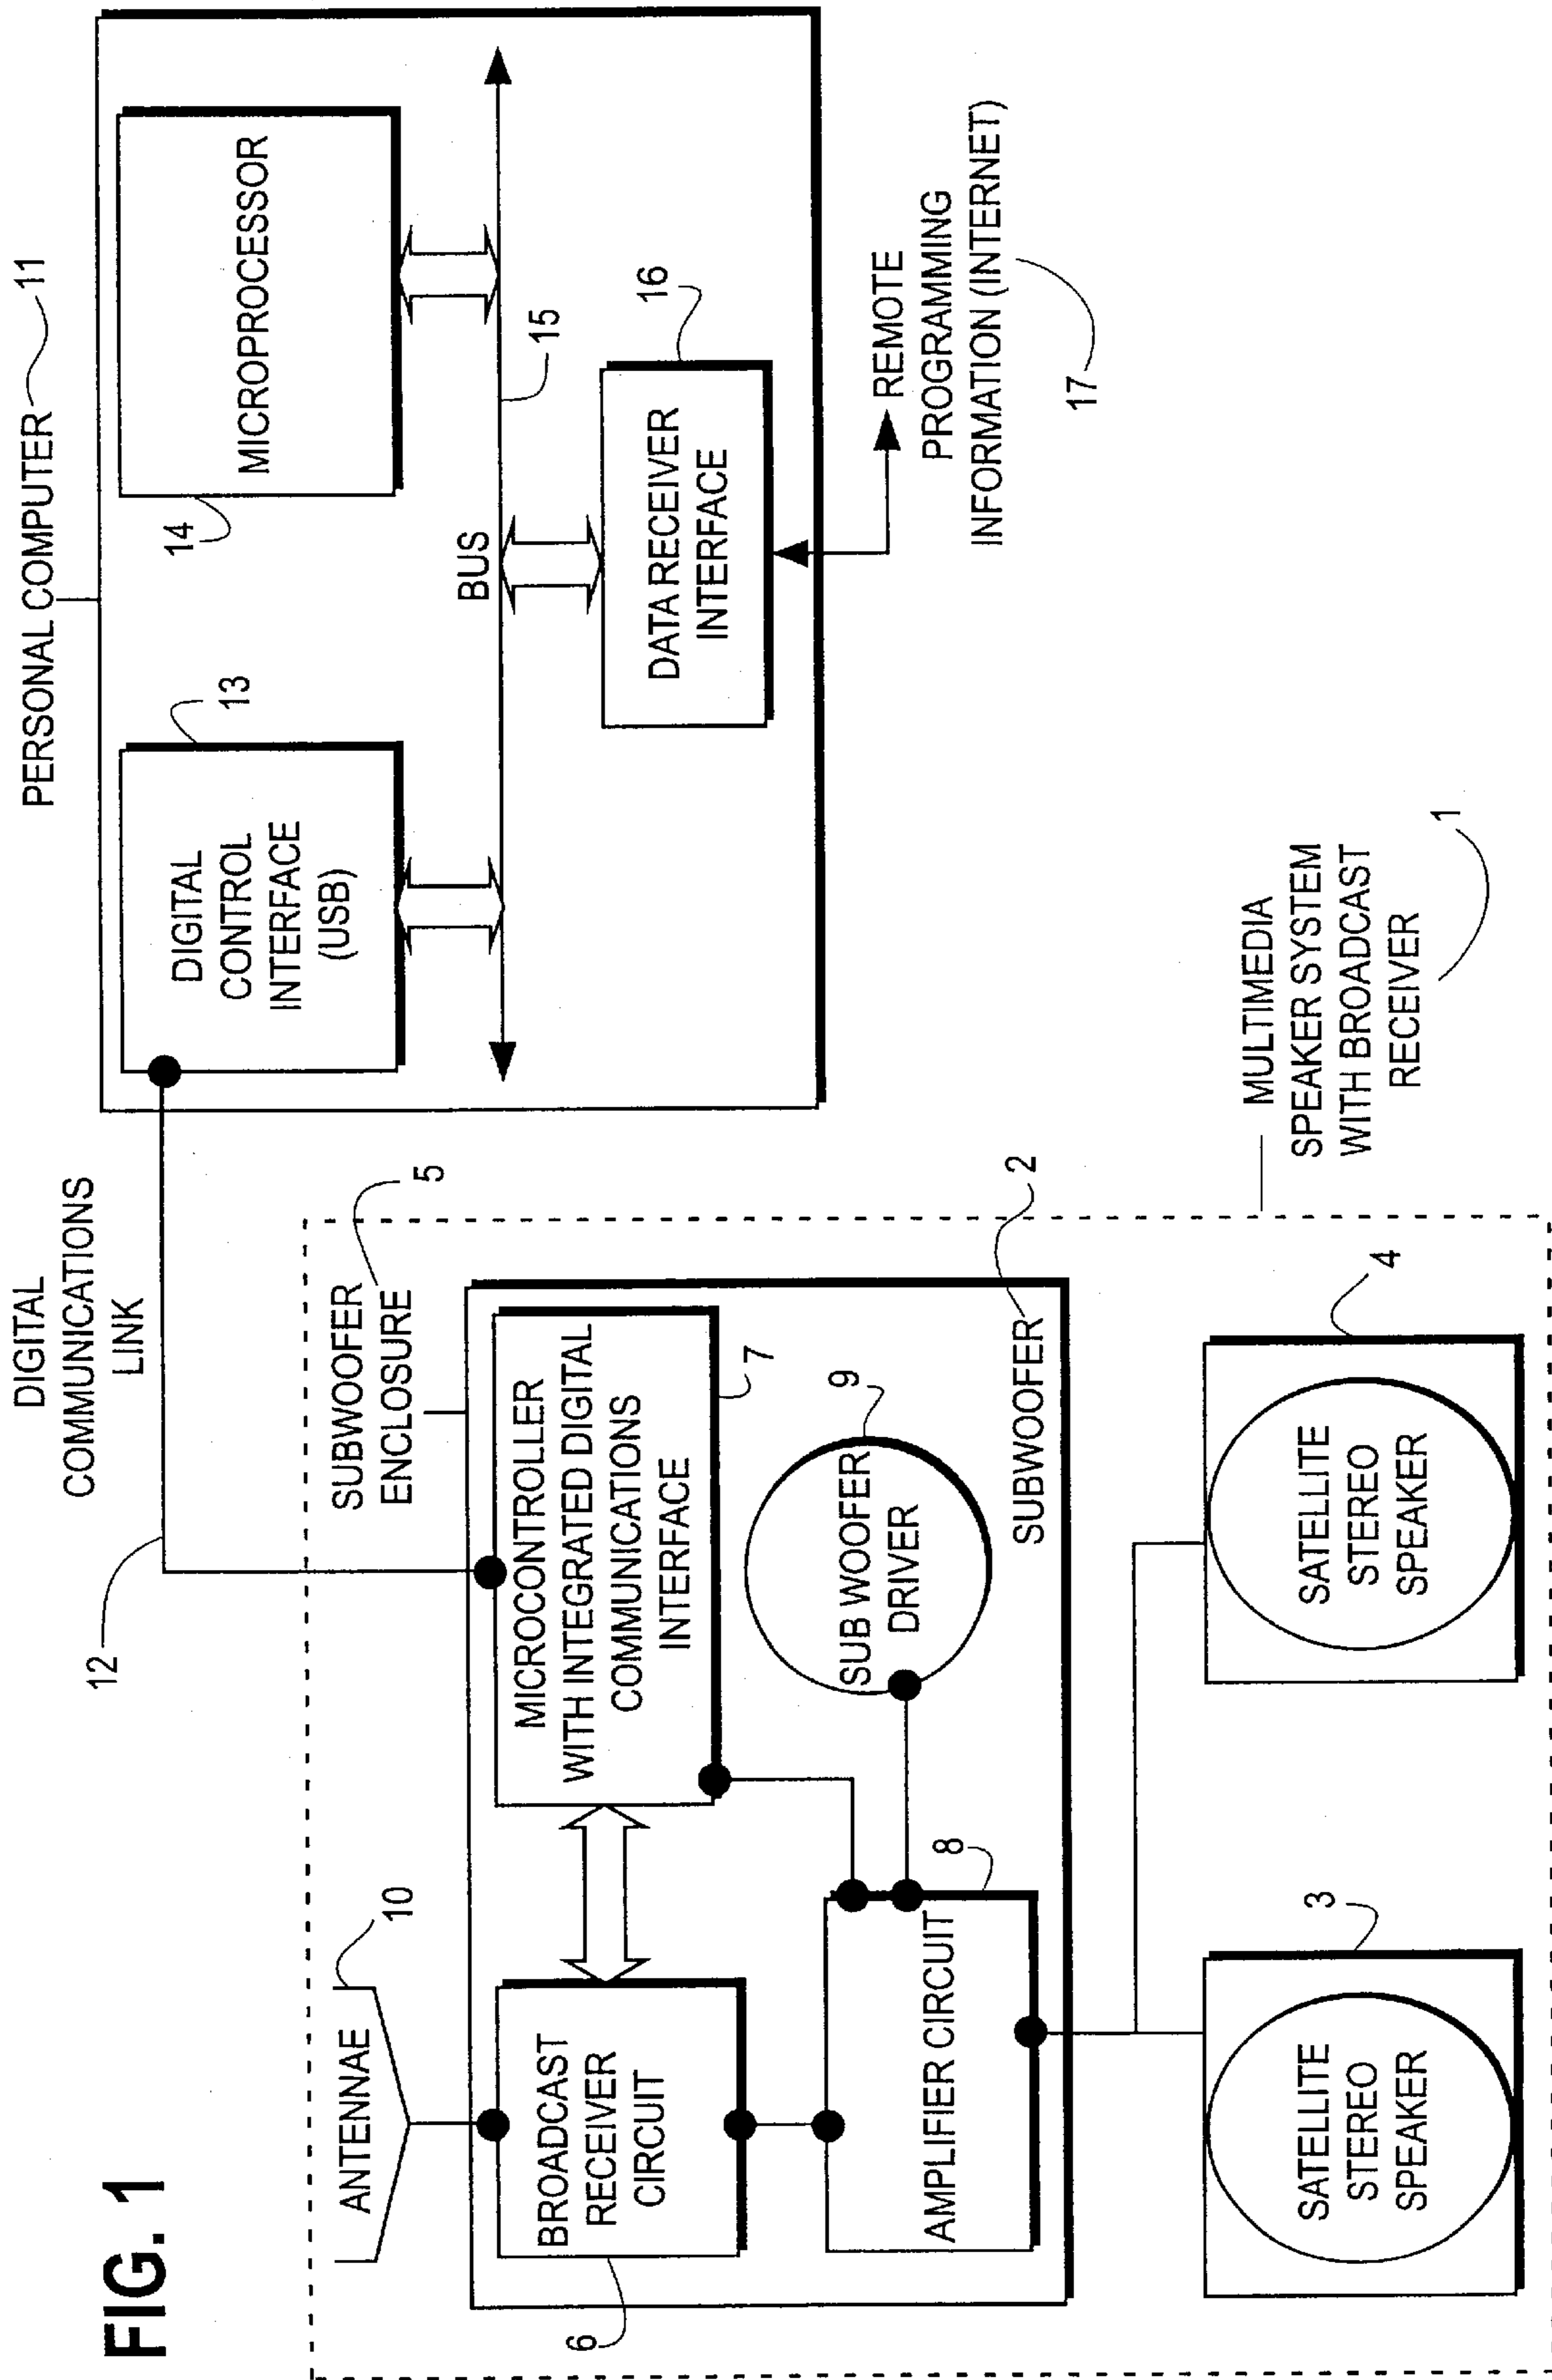 FIG. 1
ANTENNAE
10
DIGITAL
COMMUNICATIONS
LINK
12
SUBWOOFER
ENCLOSURE
5
BROADCAST
RECEIVER
CIRCUIT
6
MICROCONTROLLER
WITH INTEGRATED DIGITAL
COMMUNICATIONS
INTERFACE
7
SUB WOOFER
DRIVER
9
AMPLIFIER CIRCUIT
8
SUBWOOFER
2
SATELLITE
STEREO
SPEAKER
3
SATELLITE
STEREO
SPEAKER
4
MULTIMEDIA
SPEAKER SYSTEM
WITH BROADCAST
RECEIVER
1
PERSONAL COMPUTER
11
DIGITAL
CONTROL
INTERFACE
(USB)
13
MICROPROCESSOR
14
BUS
15
DATA RECEIVER
INTERFACE
16
REMOTE
PROGRAMMING
INFORMATION (INTERNET)
17